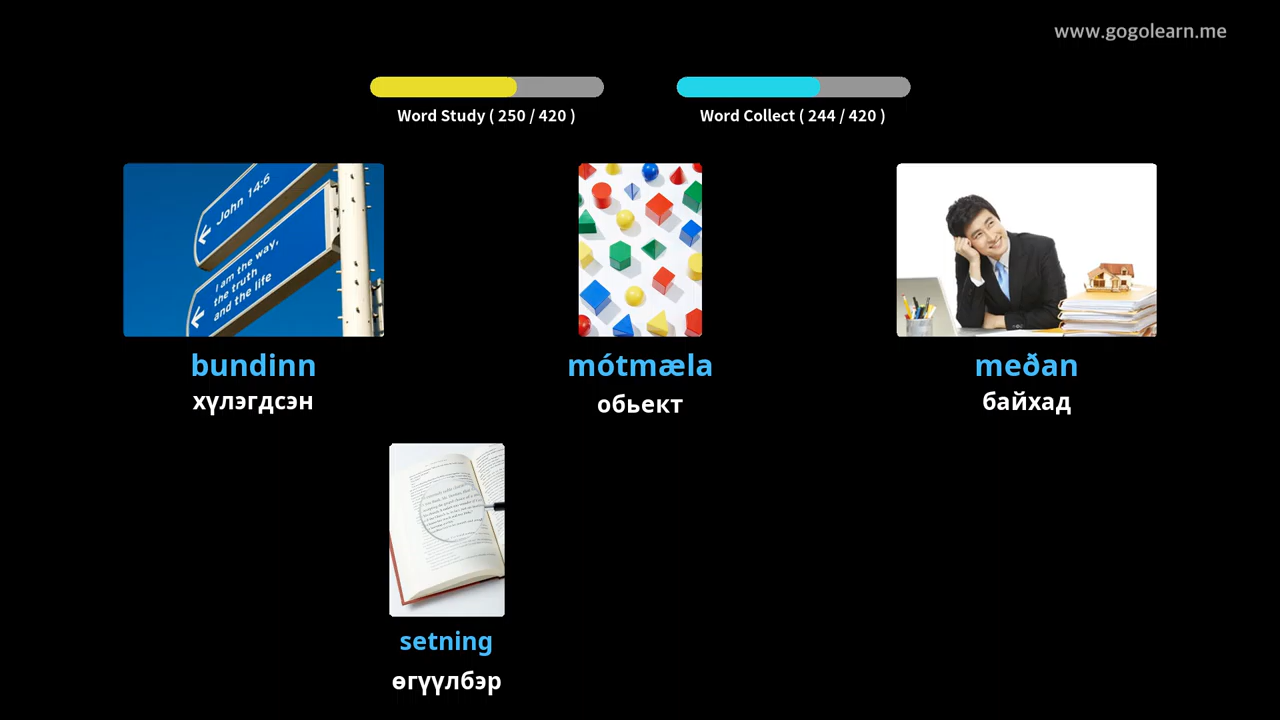 www.gogolearn.me
Word Study ( 250 / 420 )
Word Collect ( 244 / 420 )
John 14:6
I am the way,
the truth
and the life
bundinn
хүлэгдсэн
mótmæla
обьект
meðan
байхад
setning
өгүүлбэр